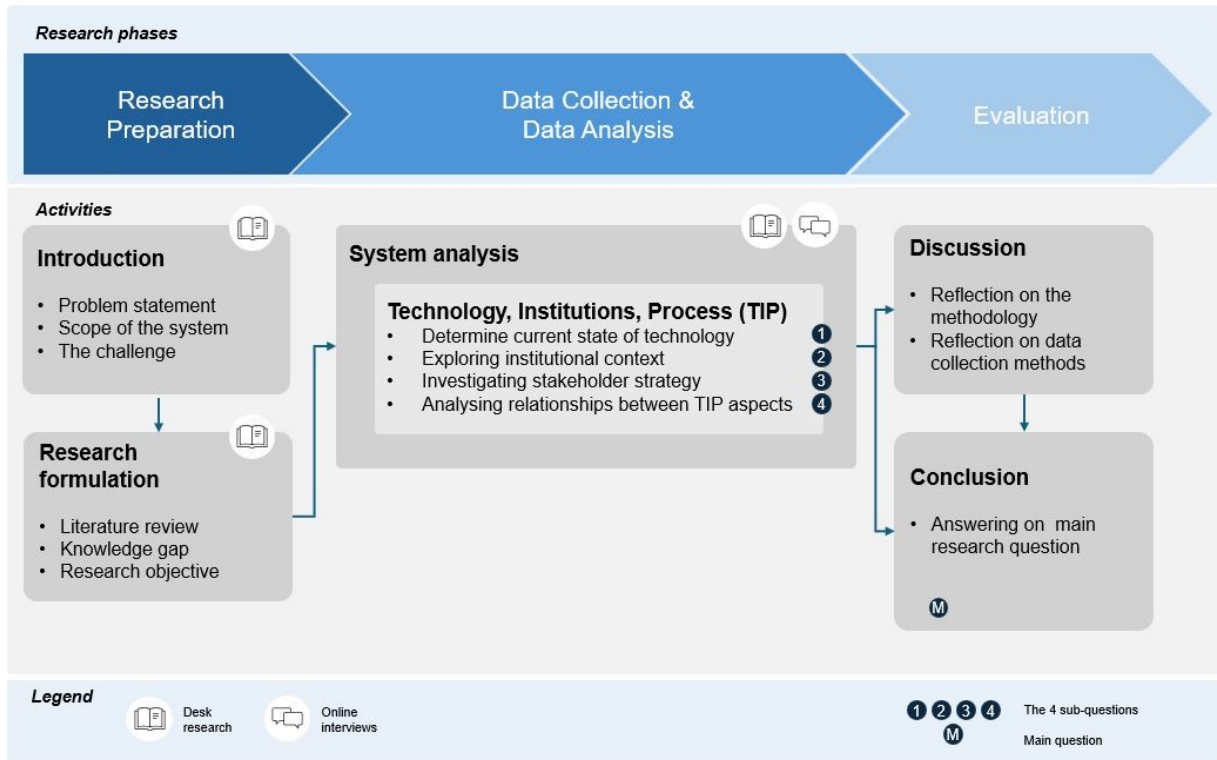 Research phases
Research
Preparation
Data Collection &
Data Analysis
Evaluation
Activities
Introduction
• Problem statement
• Scope of the system
• The challenge
Research
formulation
• Literature review
• Knowledge gap
• Research objective
System analysis
Technology, Institutions, Process (TIP)
• Determine current state of technology 1
• Exploring institutional context 2
• Investigating stakeholder strategy 3
• Analysing relationships between TIP aspects 4
Discussion
• Reflection on the
methodology
• Reflection on data
collection methods
Conclusion
• Answering on main
research question
M
Legend
Desk
research
Online
interviews
1 2 3 4 The 4 sub-questions
M Main question